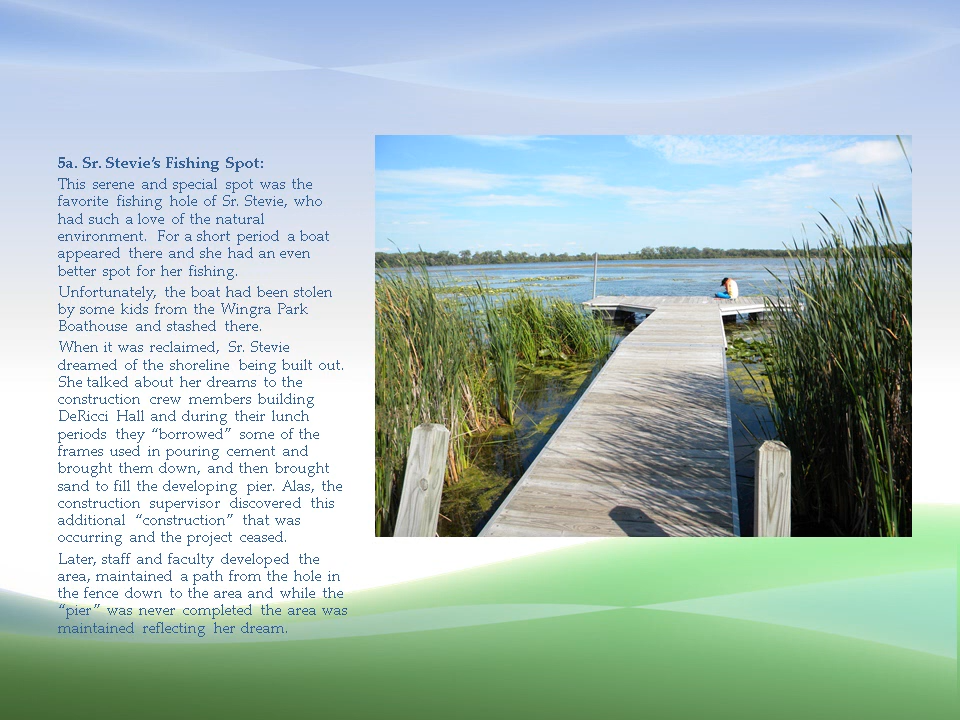 5a. Sr. Stevie’s Fishing Spot:
This serene and special spot was the
favorite fishing hole of Sr. Stevie, who
had such a love of the natural
environment. For a short period a boat
appeared there and she had an even
better spot for her fishing.
Unfortunately, the boat had been stolen
by some kids from the Wingra Park
Boathouse and stashed there.
When it was reclaimed, Sr. Stevie
dreamed of the shoreline being built out.
She talked about her dreams to the
construction crew members building
DeRicci Hall and during their lunch
periods they “borrowed” some of the
frames used in pouring cement and
brought them down, and then brought
sand to fill the developing pier. Alas, the
construction supervisor discovered this
additional “construction” that was
occurring and the project ceased.
Later, staff and faculty developed the
area, maintained a path from the hole in
the fence down to the area and while the
“pier” was never completed the area was
maintained reflecting her dream.